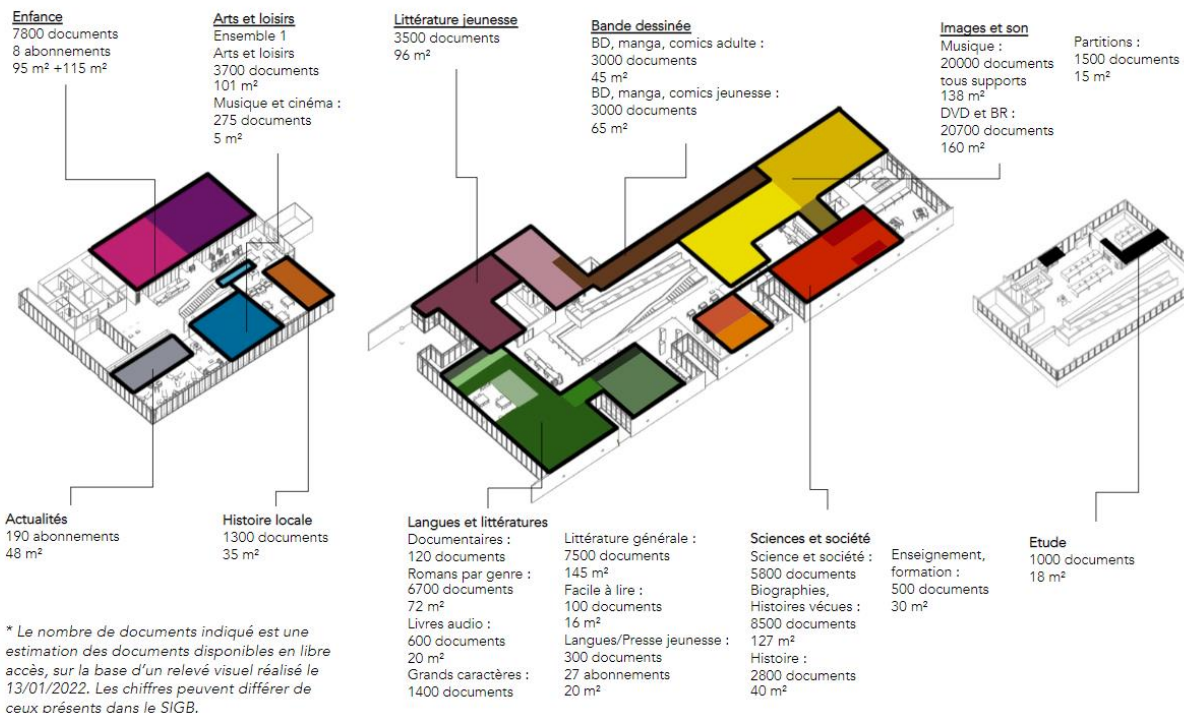 Enfance
7800 documents
8 abonnements
95 m² +115 m²
Arts et loisirs
Ensemble 1
Arts et loisirs
3700 documents
101 m²
Musique et cinéma :
275 documents
5 m²
Littérature jeunesse
3500 documents
96 m²
Bande dessinée
BD, manga, comics adulte :
3000 documents
45 m²
BD, manga, comics jeunesse :
3000 documents
65 m²
Images et son
Musique :
20000 documents
tous supports
138 m²
DVD et BR :
20700 documents
160 m²
Partitions :
1500 documents
15 m²
Actualités
190 abonnements
48 m²
Histoire locale
1300 documents
35 m²
Langues et littératures
Documentaires :
120 documents
Romans par genre :
6700 documents
72 m²
Livres audio :
600 documents
20 m²
Grands caractères :
1400 documents
Littérature générale :
7500 documents
145 m²
Facile à lire :
100 documents
16 m²
Langues/Presse jeunesse :
300 documents
27 abonnements
20 m²
Sciences et société
Science et société :
5800 documents
Biographies,
Histoires vécues :
8500 documents
127 m²
Histoire :
2800 documents
40 m²
Enseignement,
formation :
500 documents
30 m²
Etude
1000 documents
18 m²
* Le nombre de documents indiqué est une
estimation des documents disponibles en libre
accès, sur la base d'un relevé visuel réalisé le
13/01/2022. Les chiffres peuvent différer de
ceux présents dans le SIGB.